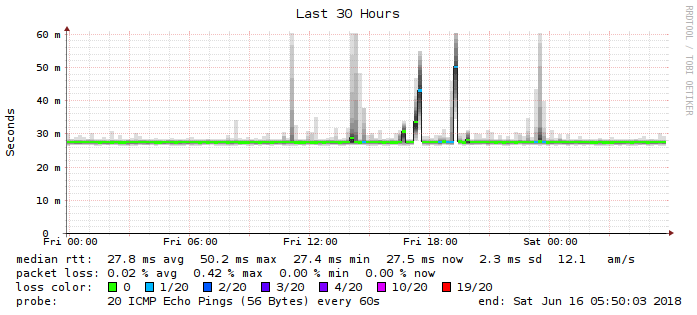 Last 30 Hours
RRDTOOL / TOBI OETIKER
Seconds
60 m
50 m
40 m
30 m
20 m
10 m
0
Fri 00:00 Fri 06:00 Fri 12:00 Fri 18:00 Sat 00:00
median rtt: 27.8 ms avg 50.2 ms max 27.4 ms min 27.5 ms now 2.3 ms sd 12.1 am/s
packet loss: 0.02 % avg 0.42 % max 0.00 % min 0.00 % now
loss color: 0 1/20 2/20 3/20 4/20 10/20 19/20
probe: 20 ICMP Echo Pings (56 Bytes) every 60s end: Sat Jun 16 05:50:03 2018